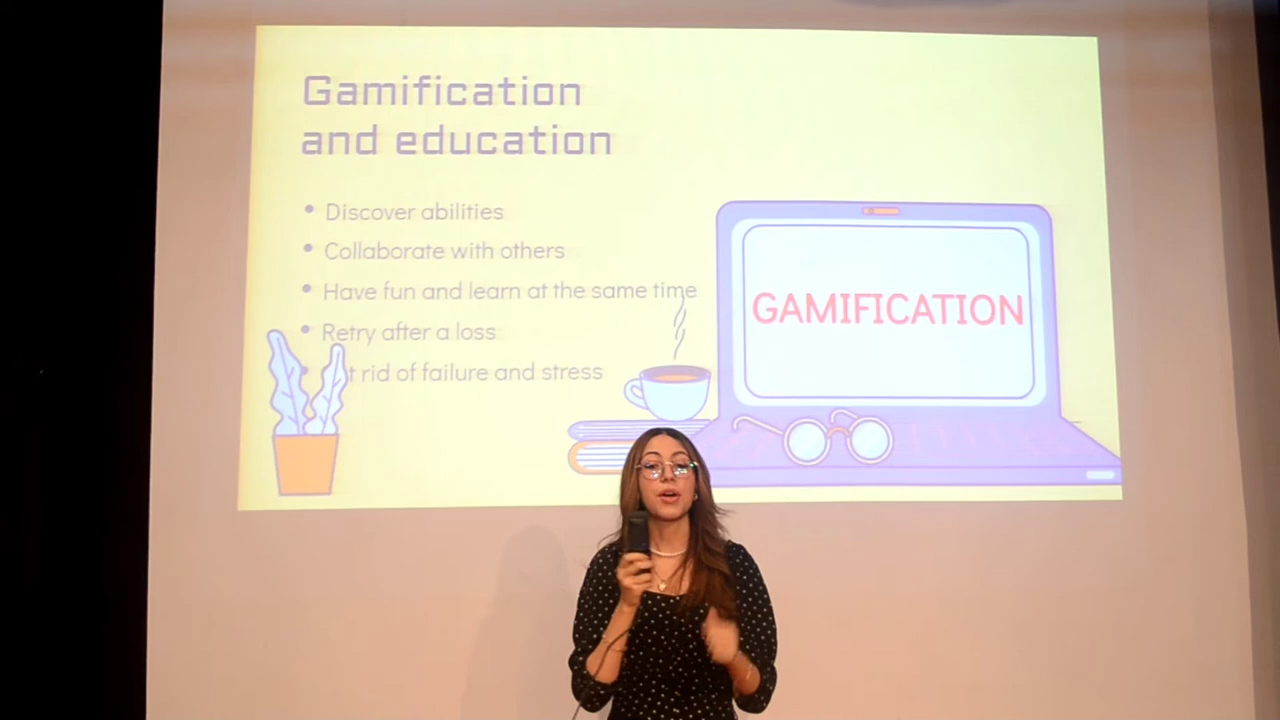 Gamification
and education
• Discover abilities
• Collaborate with others
• Have fun and learn at the same time
• Retry after a loss
rid of failure and stress
GAMIFICATION